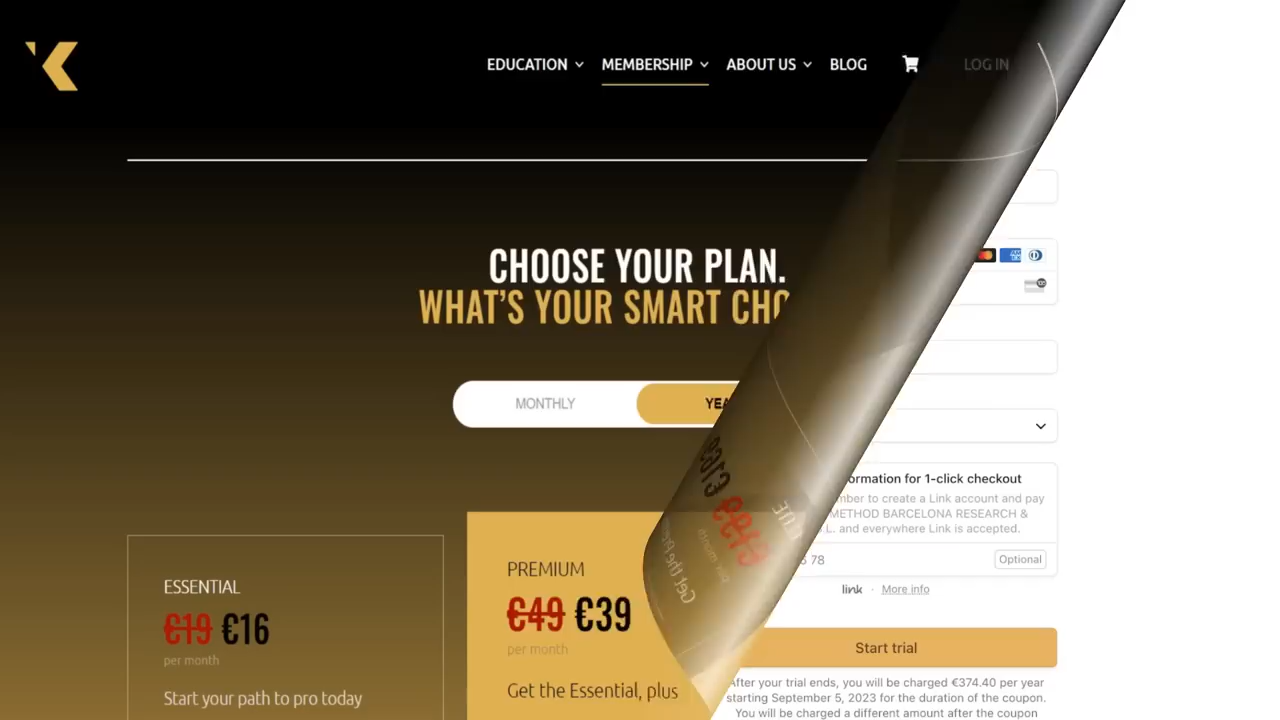 EDUCATION MEMBERSHIP ABOUT US BLOG LOG IN
CHOOSE YOUR PLAN.
WHAT'S YOUR SMART CHO
MONTHLY YEA
ESSENTIAL
€19 €16
per month
Start your path to pro today
PREMIUM
€49 €39
per month
Get the Essential, plus
ormation for 1-click checkout
mber to create a Link account and pay
METHOD BARCELONA RESEARCH &
L. and everywhere Link is accepted.
78 Optional
link · More info
Start trial
After your trial ends, you will be charged €374.40 per year
starting September 5, 2023 for the duration of the coupon.
You will be charged a different amount after the coupon